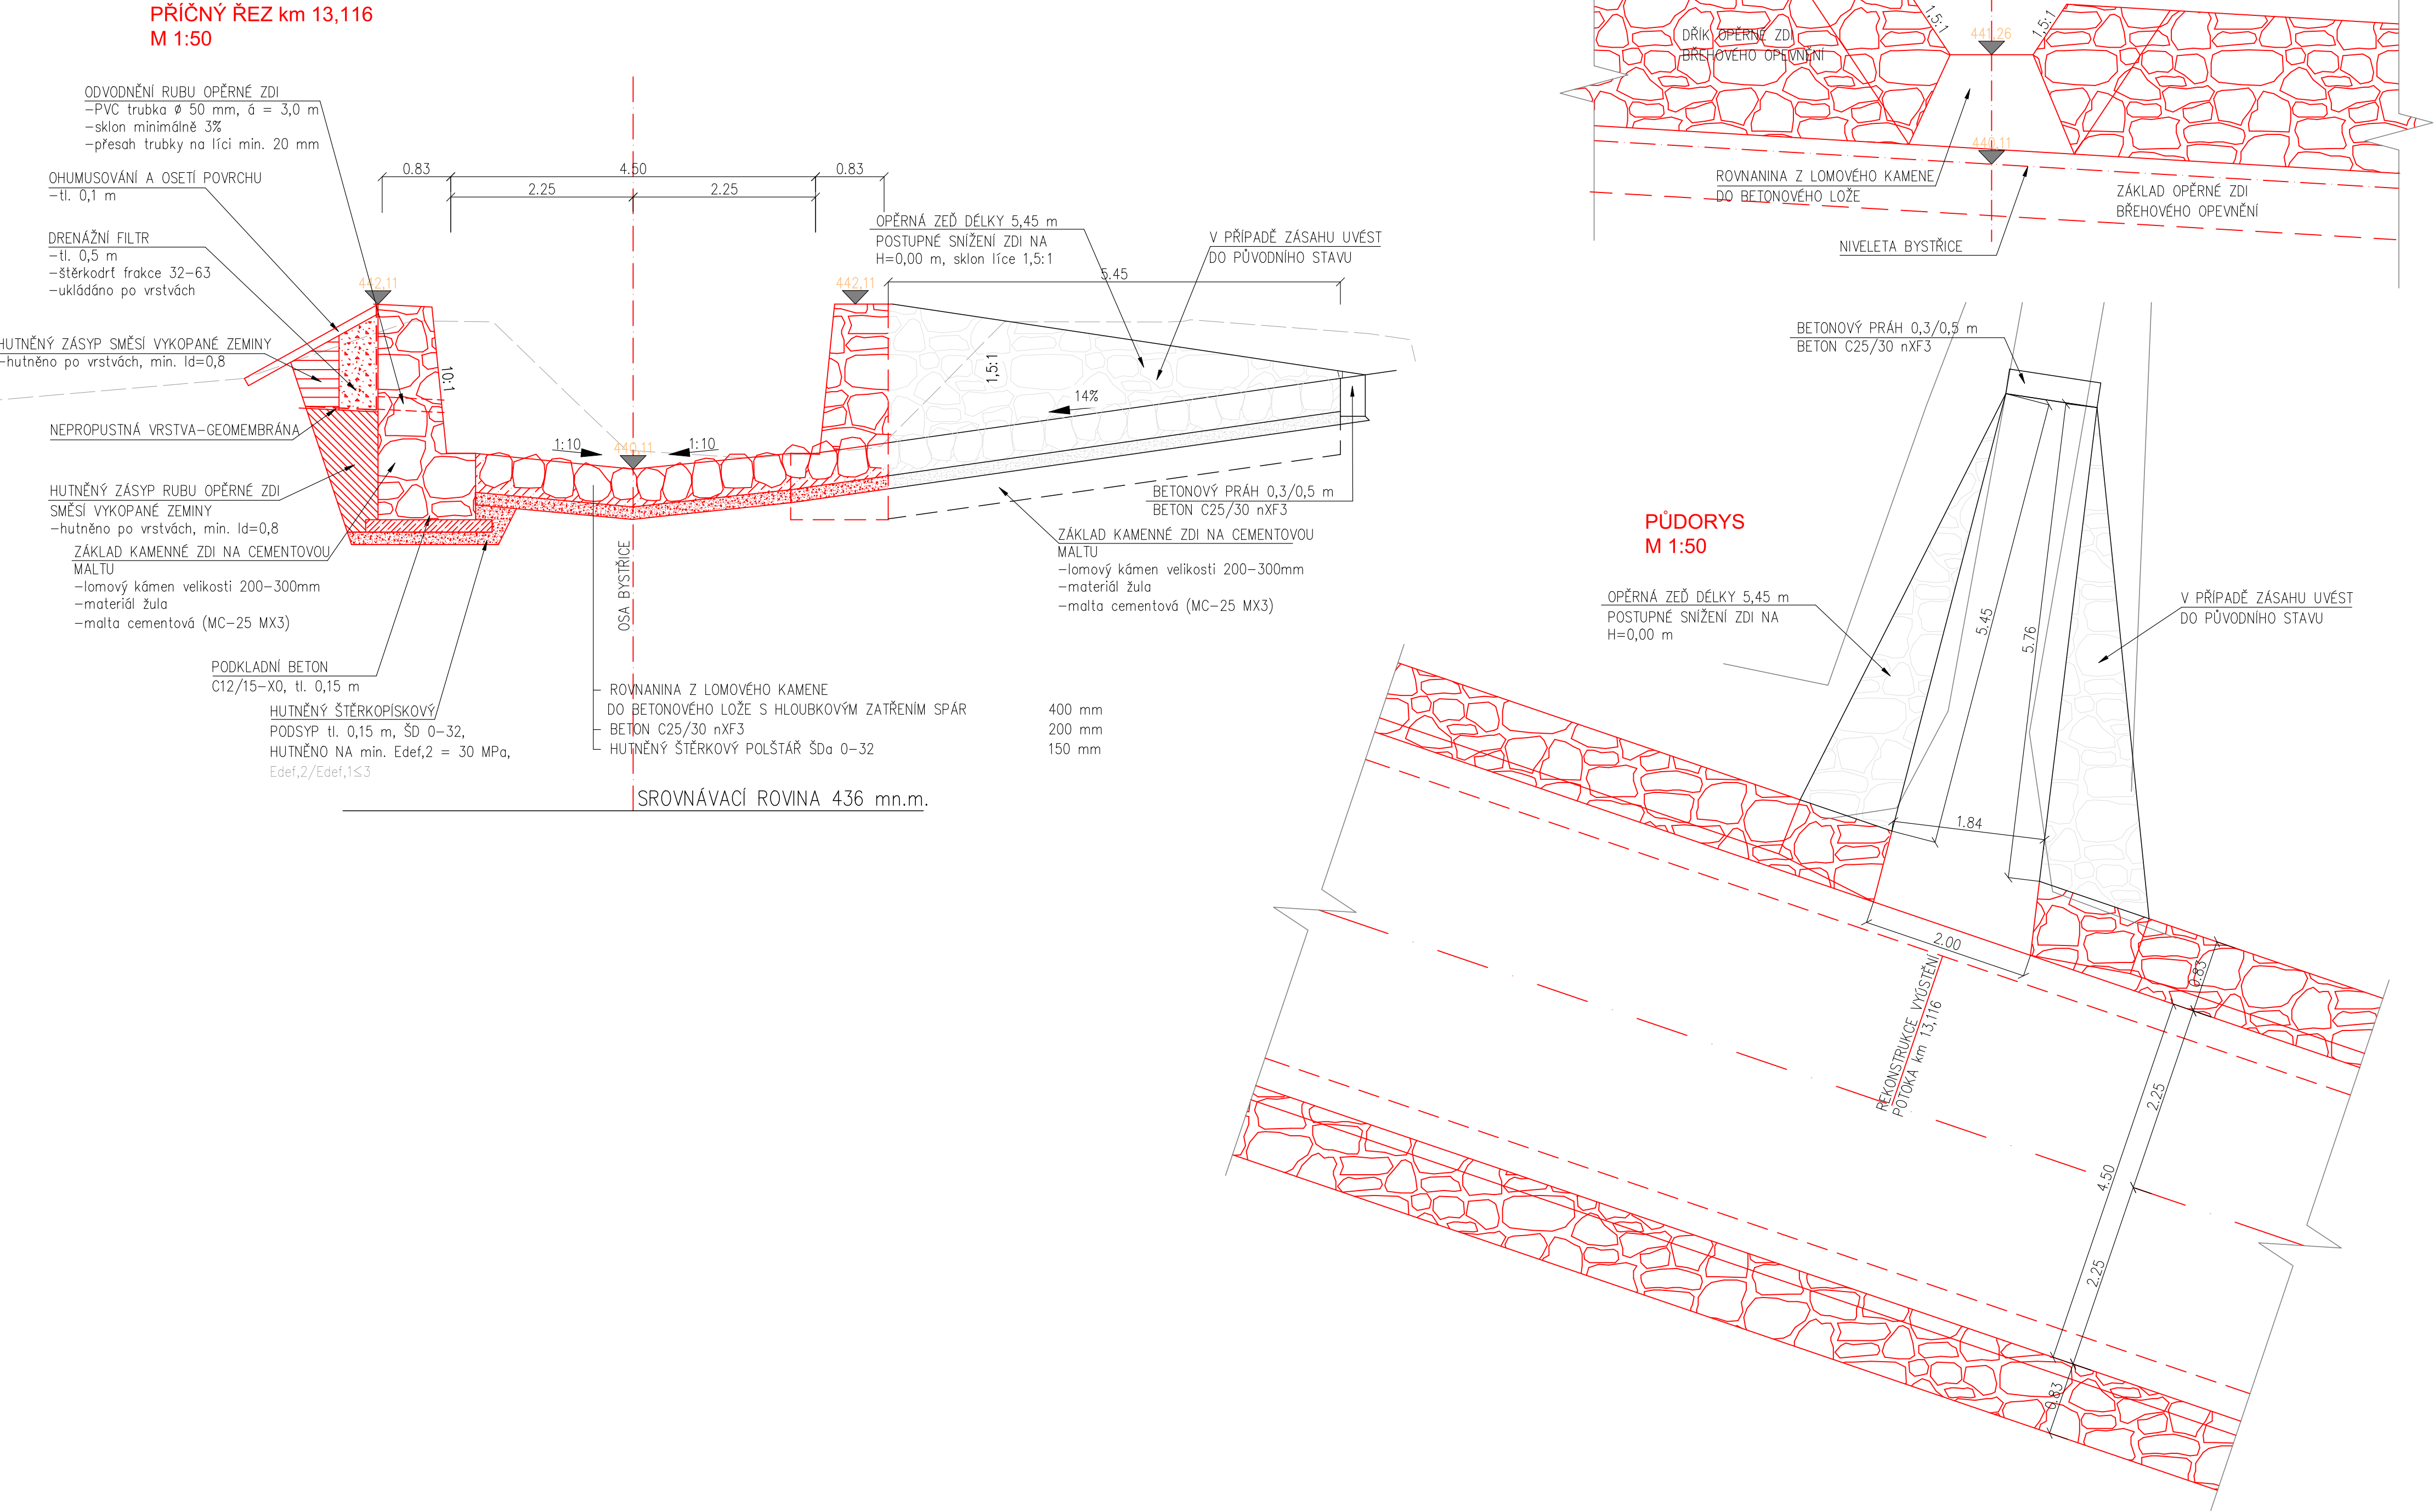 PŘÍČNÝ ŘEZ km 13,116
M 1:50
ODVODNĚNÍ RUBU OPĚRNÉ ZDI
-PVC trubka ø 50 mm, á = 3,0 m
-sklon minimálně 3%
-přesah trubky na líci min. 20 mm
OHUMUSOVÁNÍ A OSETÍ POVRCHU
-tl. 0,1 m
DRENÁŽNÍ FILTR
-tl. 0,5 m
-štěrkodrť frakce 32-63
-ukládáno po vrstvách
HUTNĚNÝ ZÁSYP SMĚSÍ VYKOPANÉ ZEMINY
-hutněno po vrstvách, min. Id=0,8
NEPROPUSTNÁ VRSTVA-GEOMEMBRÁNA
HUTNĚNÝ ZÁSYP RUBU OPĚRNÉ ZDI
SMĚSÍ VYKOPANÉ ZEMINY
-hutněno po vrstvách, min. Id=0,8
ZÁKLAD KAMENNÉ ZDI NA CEMENTOVOU
MALTU
-lomový kámen velikosti 200-300mm
-materiál žula
-malta cementová (MC-25 MX3)
PODKLADNÍ BETON
C12/15-X0, tl. 0,15 m
HUTNĚNÝ ŠTĚRKOPÍSKOVÝ
PODSYP tl. 0,15 m, ŠD 0-32,
HUTNĚNO NA min. Edef,2 = 30 MPa,
Edef,2/Edef,1≤3
0.83
4.50
0.83
2.25
2.25
442,11
442,11
10:1
1:10
440,11
1:10
OSA BYSTŘICE
OPĚRNÁ ZEĎ DÉLKY 5,45 m
POSTUPNÉ SNÍŽENÍ ZDI NA
H=0,00 m, sklon líce 1,5:1
V PŘÍPADĚ ZÁSAHU UVÉST
DO PŮVODNÍHO STAVU
5.45
1,5:1
14%
BETONOVÝ PRÁH 0,3/0,5 m
BETON C25/30 nXF3
ZÁKLAD KAMENNÉ ZDI NA CEMENTOVOU
MALTU
-lomový kámen velikosti 200-300mm
-materiál žula
-malta cementová (MC-25 MX3)
ROVNANINA Z LOMOVÉHO KAMENE
DO BETONOVÉHO LOŽE S HLOUBKOVÝM ZATŘENÍM SPÁR 400 mm
BETON C25/30 nXF3 200 mm
HUTNĚNÝ ŠTĚRKOVÝ POLŠTÁŘ ŠDa 0-32 150 mm
SROVNÁVACÍ ROVINA 436 mn.m.
1,5:1
1,5:1
DŘÍK OPĚRNÉ ZDI
BŘEHOVÉHO OPEVNĚNÍ
441,26
440,11
ROVNANINA Z LOMOVÉHO KAMENE
DO BETONOVÉHO LOŽE
ZÁKLAD OPĚRNÉ ZDI
BŘEHOVÉHO OPEVNĚNÍ
NIVELETA BYSTŘICE
BETONOVÝ PRÁH 0,3/0,5 m
BETON C25/30 nXF3
PŮDORYS
M 1:50
OPĚRNÁ ZEĎ DÉLKY 5,45 m
POSTUPNÉ SNÍŽENÍ ZDI NA
H=0,00 m
V PŘÍPADĚ ZÁSAHU UVÉST
DO PŮVODNÍHO STAVU
5.45
5.76
1.84
2.00
REKONSTRUKCE VYÚSTĚNÍ
POTOKA km 13,116
0.83
2.25
4.50
2.25
0.83